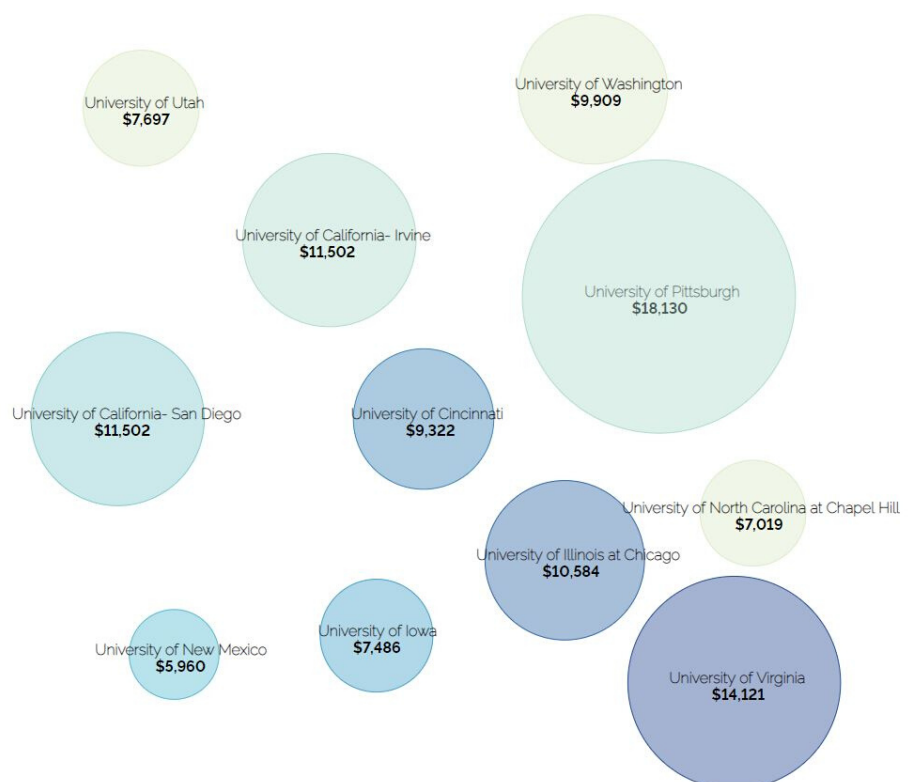 University of Utah
$7,697
University of Washington
$9,909
University of California- Irvine
$11,502
University of Pittsburgh
$18,130
University of California- San Diego
$11,502
University of Cincinnati
$9,322
University of North Carolina at Chapel Hill
$7,019
University of Illinois at Chicago
$10,584
University of New Mexico
$5,960
University of Iowa
$7,486
University of Virginia
$14,121